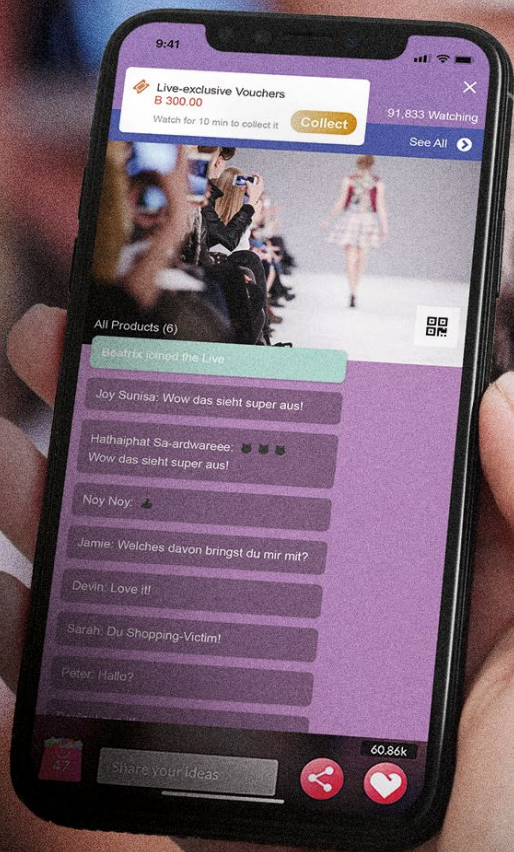 9:41
Live-exclusive Vouchers
B 300.00
Watch for 10 min to collect it
Collect
91,833 Watching
See All
All Products (6)
Beatrix joined the Live
Joy Sunisa: Wow das sieht super aus!
Hathaiphat Sa-ardwareee:
Wow das sieht super aus!
Noy Noy:
Jamie: Welches davon bringst du mir mit?
Devin: Love it!
Sarah: Du Shopping-Victim!
Peter: Hallo?
47
Share your ideas
60.86k